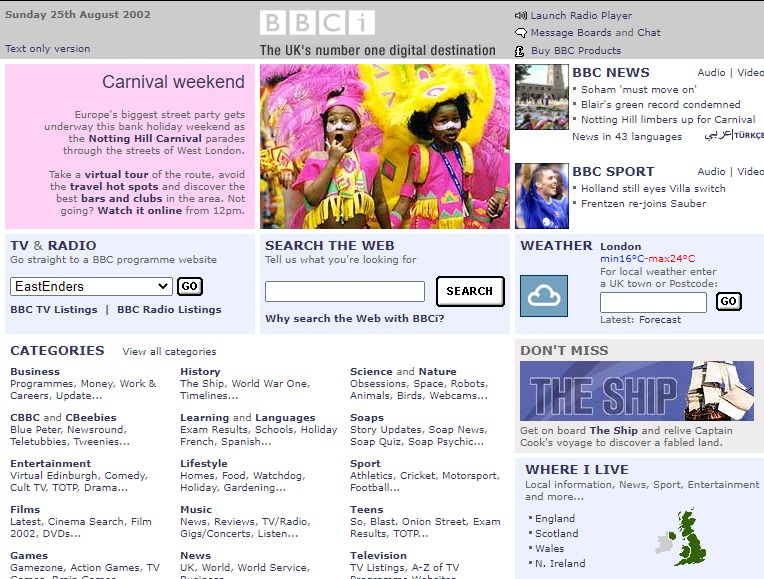 Sunday 25th August 2002
Text only version
BBCi
The UK's number one digital destination
Launch Radio Player
Message Boards and Chat
£ Buy BBC Products
Carnival weekend
Europe's biggest street party gets
underway this bank holiday weekend as
the Notting Hill Carnival parades
through the streets of West London.
Take a virtual tour of the route, avoid
the travel hot spots and discover the
best bars and clubs in the area. Not
going? Watch it online from 12pm.
BBC NEWS Audio | Video
Soham 'must move on'
Blair's green record condemned
Notting Hill limbers up for Carnival
News in 43 languages عربي|TÜRKÇE
BBC SPORT Audio | Video
Holland still eyes Villa switch
Frentzen re-joins Sauber
TV & RADIO
Go straight to a BBC programme website
EastEnders GO
BBC TV Listings | BBC Radio Listings
SEARCH THE WEB
Tell us what you're looking for
SEARCH
Why search the Web with BBCi?
WEATHER London
min16°C-max24°C
For local weather enter
a UK town or Postcode:
GO
Latest: Forecast
CATEGORIES View all categories
Business
Programmes, Money, Work &
Careers, Update...
History
The Ship, World War One,
Timelines...
Science and Nature
Obsessions, Space, Robots,
Animals, Birds, Webcams...
CBBC and CBeebies
Blue Peter, Newsround,
Teletubbies, Tweenies...
Learning and Languages
Exam Results, Schools, Holiday
French, Spanish...
Soaps
Story Updates, Soap News,
Soap Quiz, Soap Psychic...
Entertainment
Virtual Edinburgh, Comedy,
Cult TV, TOTP, Drama...
Lifestyle
Homes, Food, Watchdog,
Holiday, Gardening...
Sport
Athletics, Cricket, Motorsport,
Football...
Films
Latest, Cinema Search, Film
2002, DVDs...
Music
News, Reviews, TV/Radio,
Gigs/Concerts, Listen...
Teens
So, Blast, Onion Street, Exam
Results, TOTP...
Games
Gamezone, Action Games, TV
Games, Brain Games...
News
UK, World, World Service,
Business...
Television
TV Listings, A-Z of TV
Programme Websites...
DON'T MISS
THE SHIP
Get on board The Ship and relive Captain
Cook's voyage to discover a fabled land.
WHERE I LIVE
Local information, News, Sport, Entertainment
and more...
England
Scotland
Wales
N. Ireland